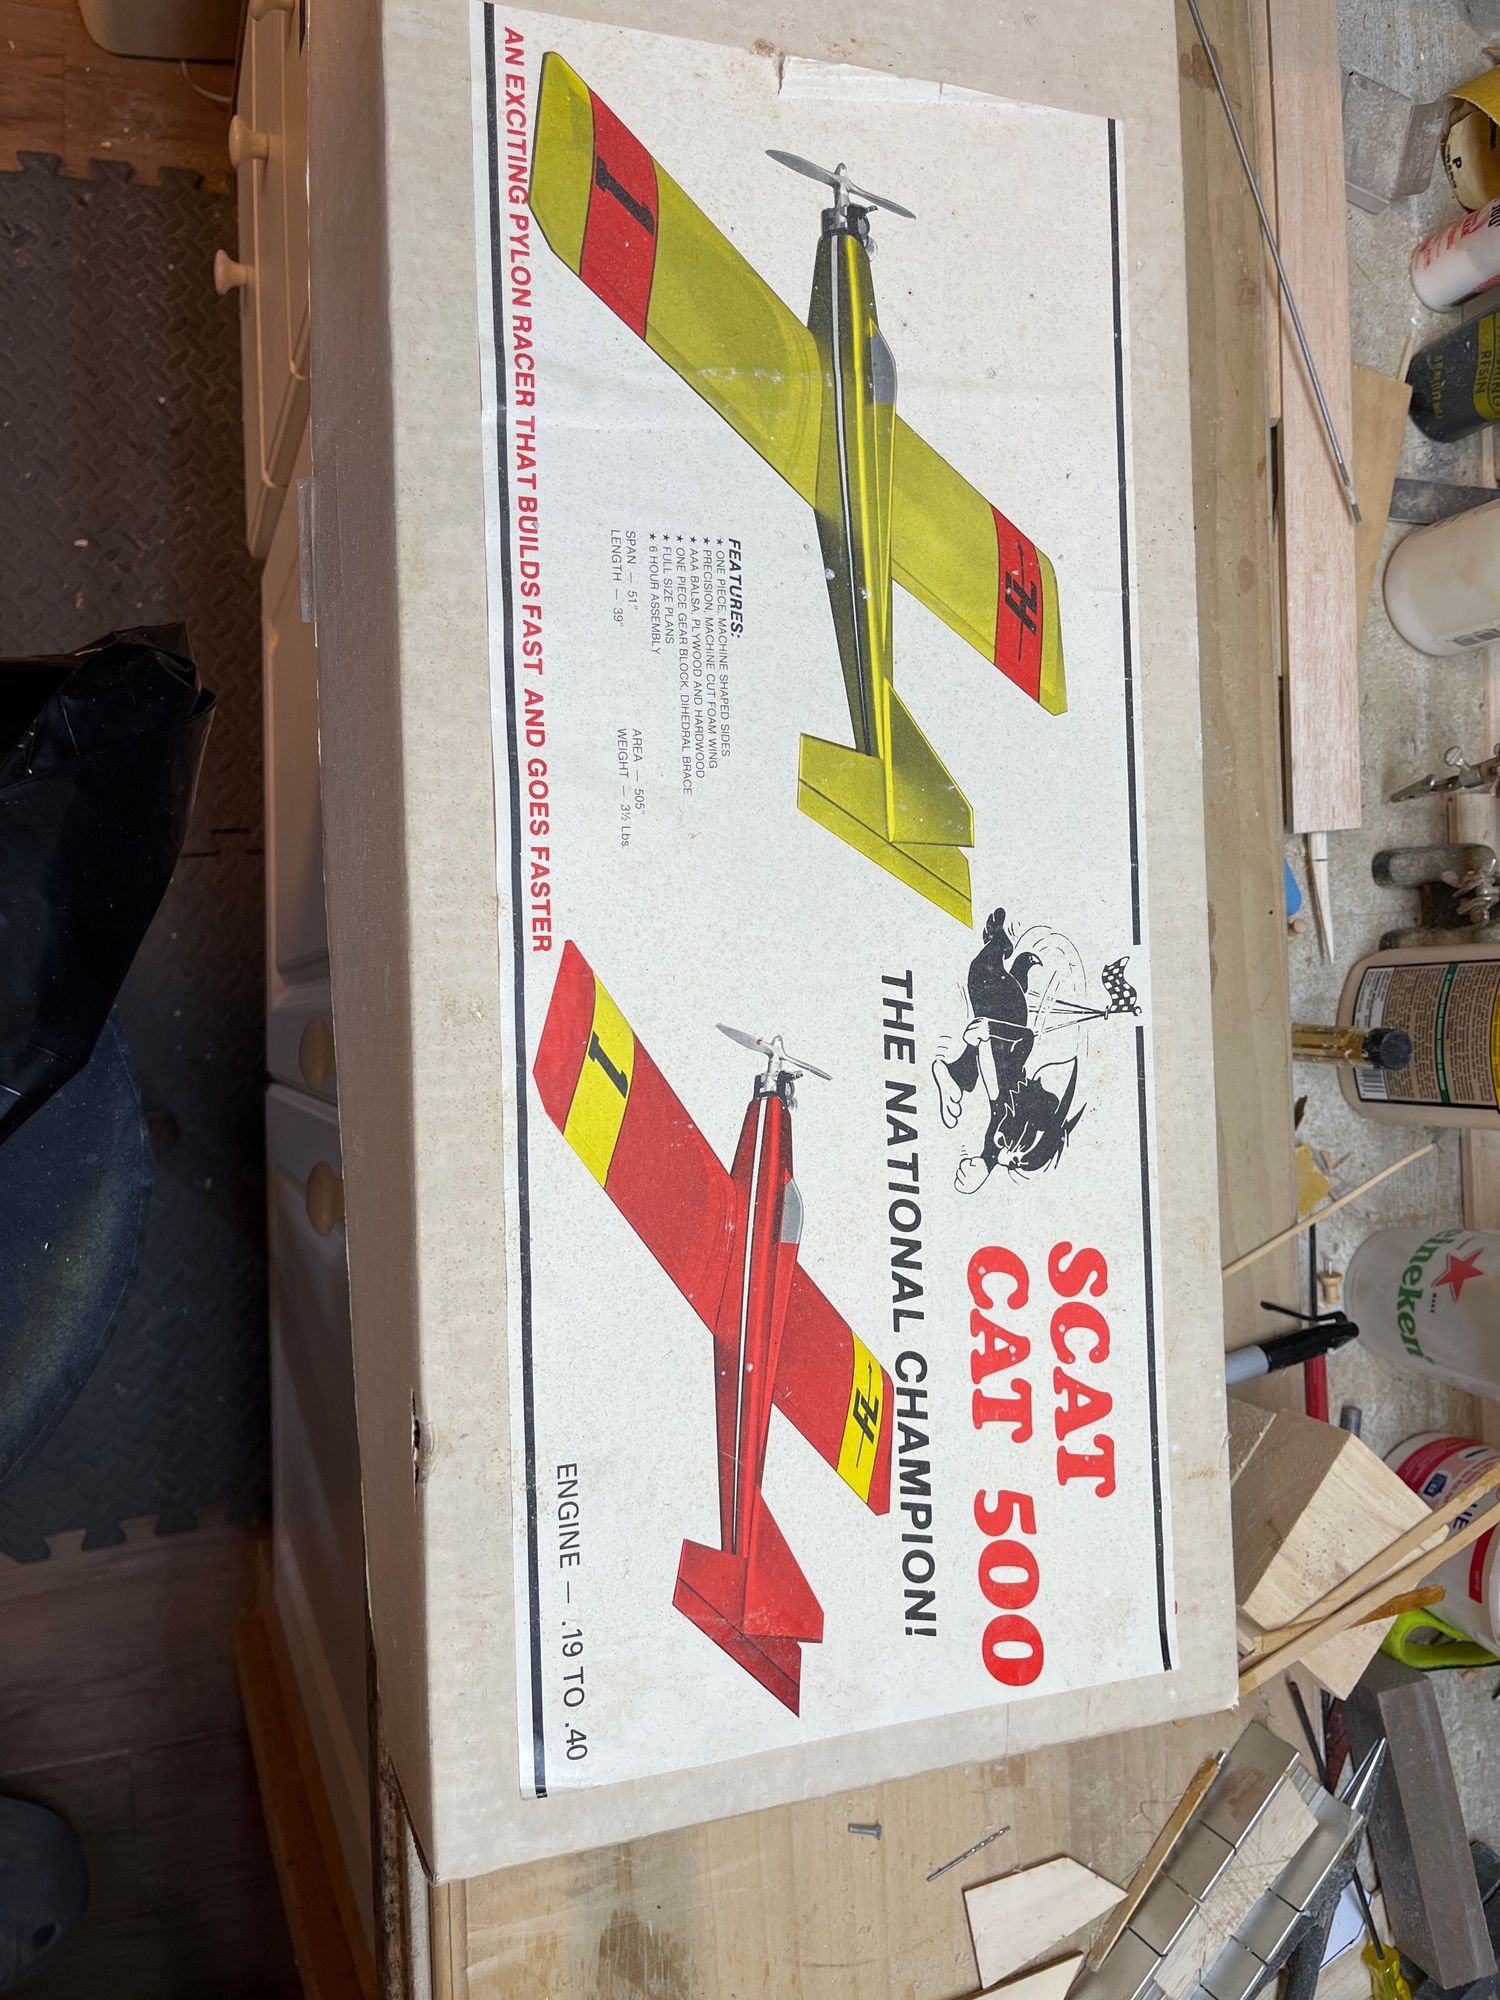 SCAT
CAT 500
THE NATIONAL CHAMPION!
1
1
FEATURES:
★ ONE PIECE, MACHINE SHAPED SIDES
★ PRECISION, MACHINE CUT FOAM WING
★ AAA BALSA, PLYWOOD AND HARDWOOD
★ ONE PIECE GEAR BLOCK, DIHEDRAL BRACE
★ FULL SIZE PLANS
★ 6 HOUR ASSEMBLY
SPAN — 51" AREA — 505"
LENGTH — 39" WEIGHT — 3½ Lbs.
ENGINE — .19 TO .40
AN EXCITING PYLON RACER THAT BUILDS FAST AND GOES FASTER
RESIN